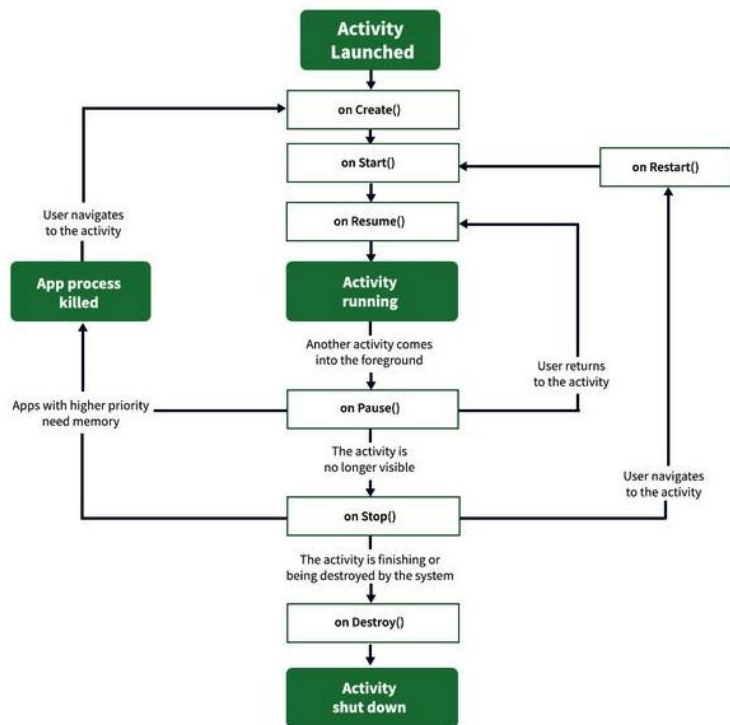 Activity
Launched
on Create()
on Start()
on Restart()
on Resume()
User navigates
to the activity
App process
killed
Activity
running
Another activity comes
into the foreground
User returns
to the activity
Apps with higher priority
need memory
on Pause()
The activity is
no longer visible
User navigates
to the activity
on Stop()
The activity is finishing or
being destroyed by the system
on Destroy()
Activity
shut down